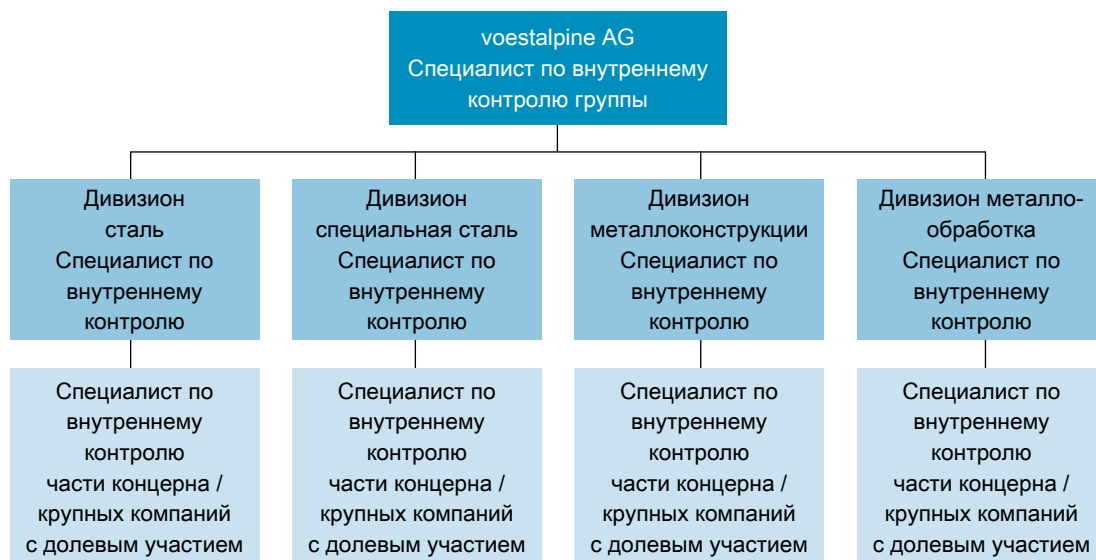 voestalpine AG
Специалист по внутреннему
контролю группы
Дивизион
сталь
Специалист по
внутреннему
контролю
Дивизион
специальная сталь
Специалист по
внутреннему
контролю
Дивизион
металлоконструкции
Специалист по
внутреннему
контролю
Дивизион металло-
обработка
Специалист по
внутреннему
контролю
Специалист по
внутреннему
контролю
части концерна /
крупных компаний
с долевым участием
Специалист по
внутреннему
контролю
части концерна /
крупных компаний
с долевым участием
Специалист по
внутреннему
контролю
части концерна /
крупных компаний
с долевым участием
Специалист по
внутреннему
контролю
части концерна /
крупных компаний
с долевым участием